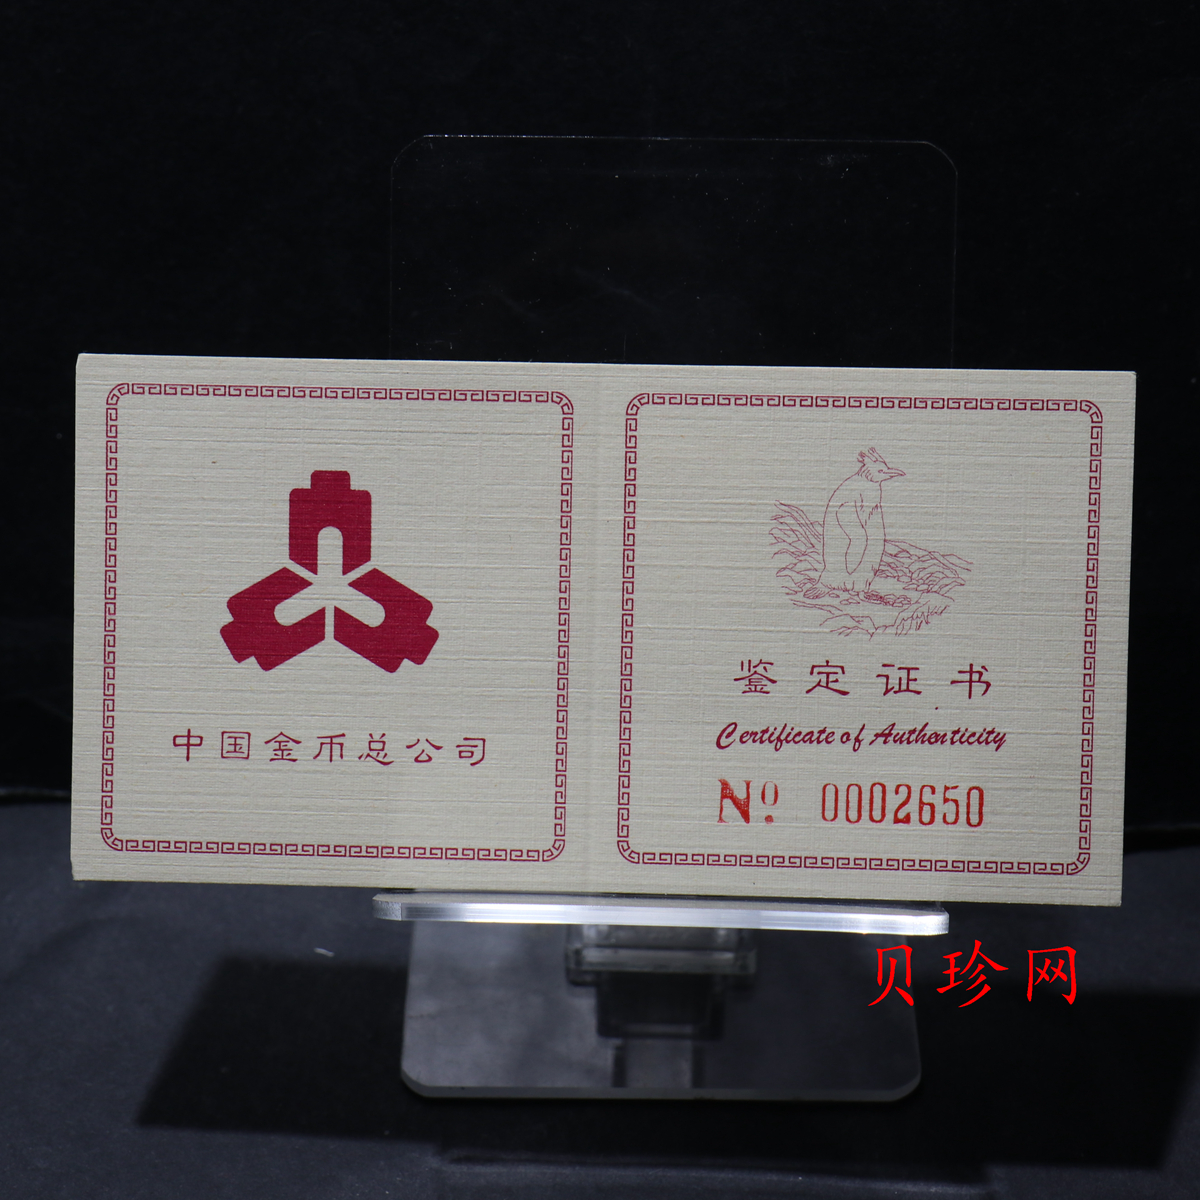 中国金币总公司
鉴定证书
Certificate of Authenticity
Nº 0002650
贝珍网